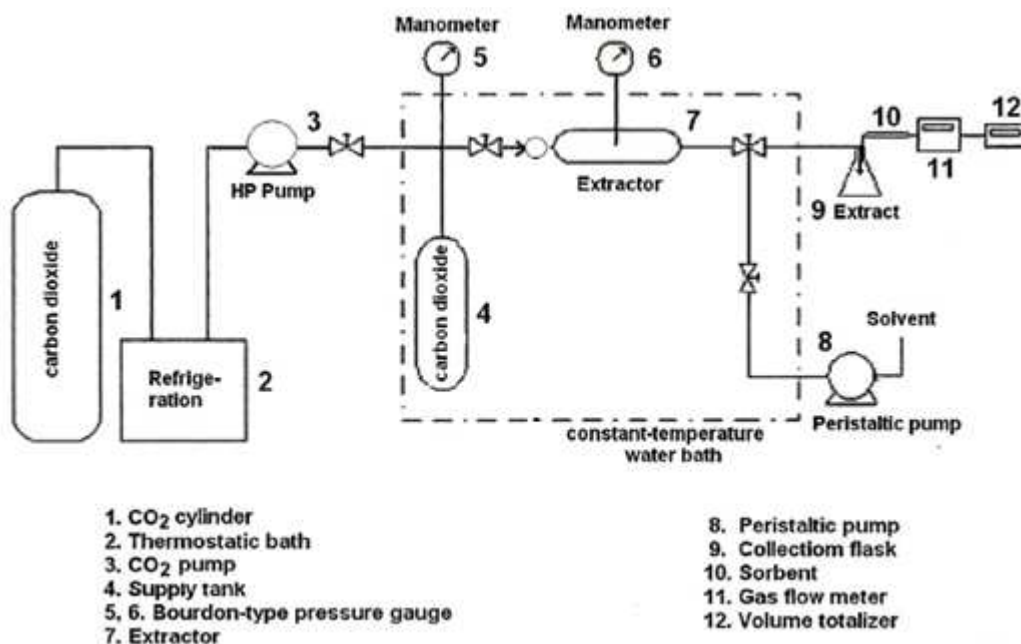 Manometer
5
Manometer
6
3
HP Pump
7
Extractor
10
11
12
9 Extract
carbon dioxide
1
Refrige-
ration
2
carbon dioxide
4
8
Solvent
Peristaltic pump
constant-temperature
water bath
1. CO2 cylinder
2. Thermostatic bath
3. CO2 pump
4. Supply tank
5, 6. Bourdon-type pressure gauge
7. Extractor
8. Peristaltic pump
9. Collectiom flask
10. Sorbent
11. Gas flow meter
12. Volume totalizer